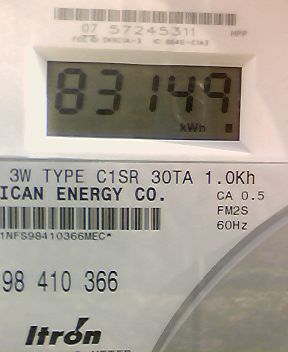 07 57245311
HPP
83149
kWh
3W TYPE C1SR 30TA 1.0Kh
ICAN ENERGY CO.
CA 0.5
FM2S
60Hz
1NFS98410366MEC*
98 410 366
Itron